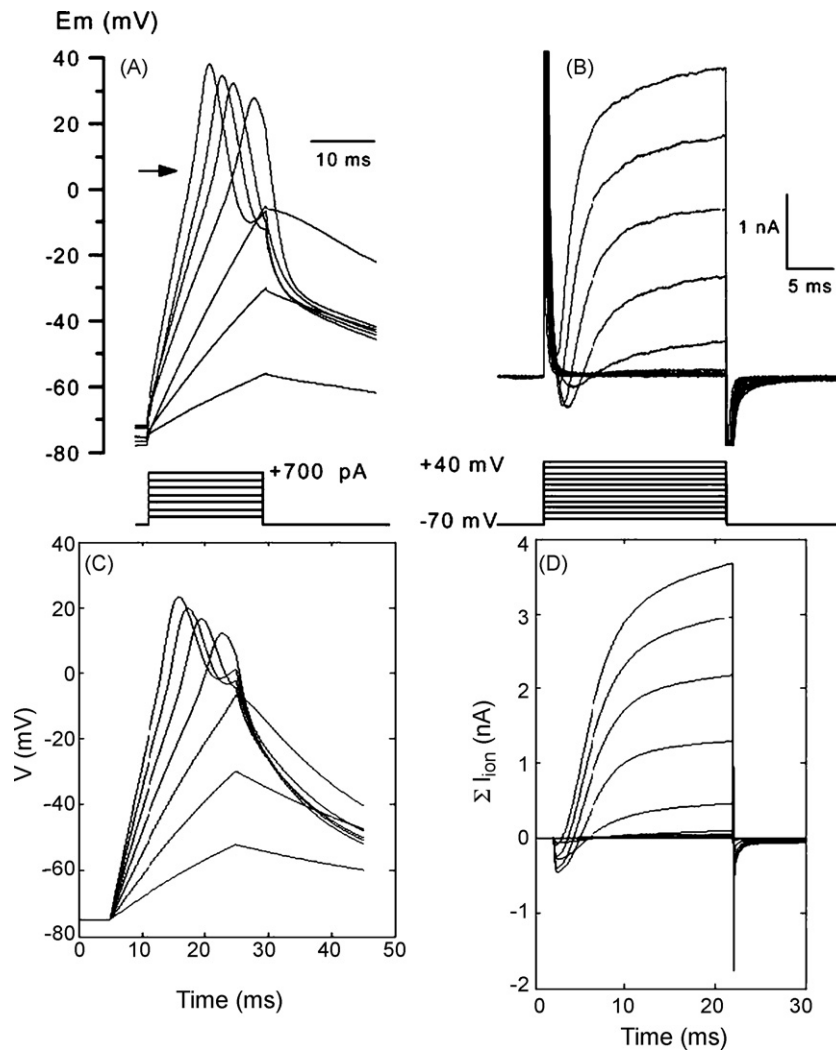 Em (mV)
(A)
40
20
0
-20
-40
-60
-80
10 ms
+700 pA
(B)
1 nA
5 ms
+40 mV
-70 mV
(C)
V (mV)
40
20
0
-20
-40
-60
-80
0 10 20 30 40 50
Time (ms)
(D)
Σ Iion (nA)
4
3
2
1
0
-1
-2
0 10 20 30
Time (ms)